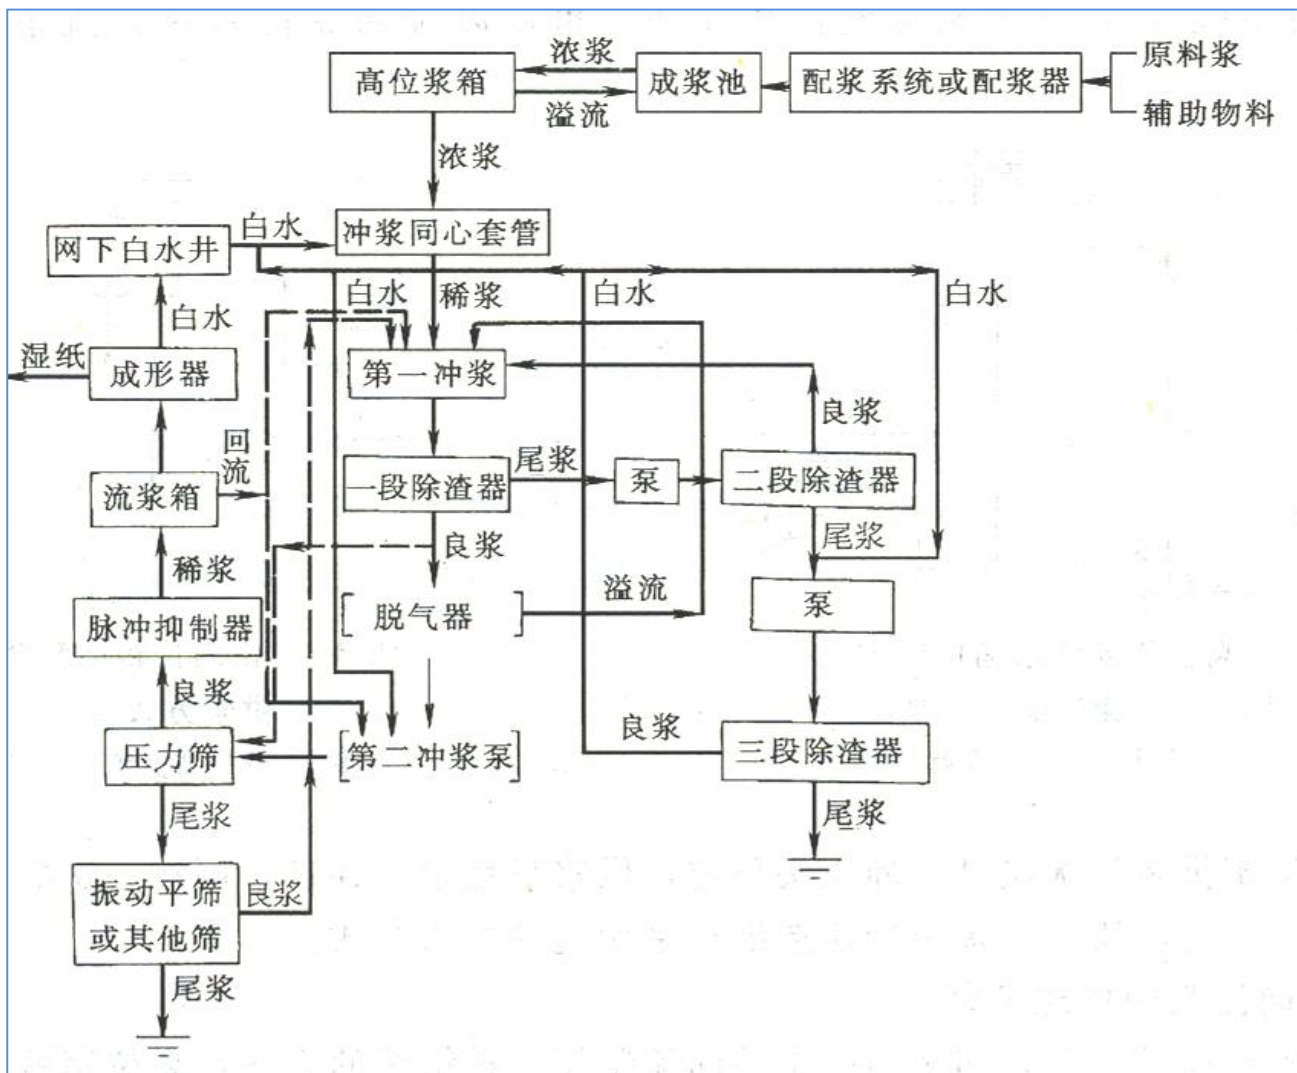 浓浆
原料浆
高位浆箱
成浆池
配浆系统或配浆器
溢流
辅助物料
浓浆
白水
冲浆同心套管
网下白水井
白水
稀浆
白水
白水
白水
湿纸
成形器
第一冲浆
良浆
回流
尾浆
流浆箱
一段除渣器
泵
二段除渣器
良浆
尾浆
稀浆
溢流
脉冲抑制器
[脱气器]
泵
良浆
良浆
压力筛
[第二冲浆泵]
三段除渣器
尾浆
尾浆
振动平筛
或其他筛
良浆
尾浆